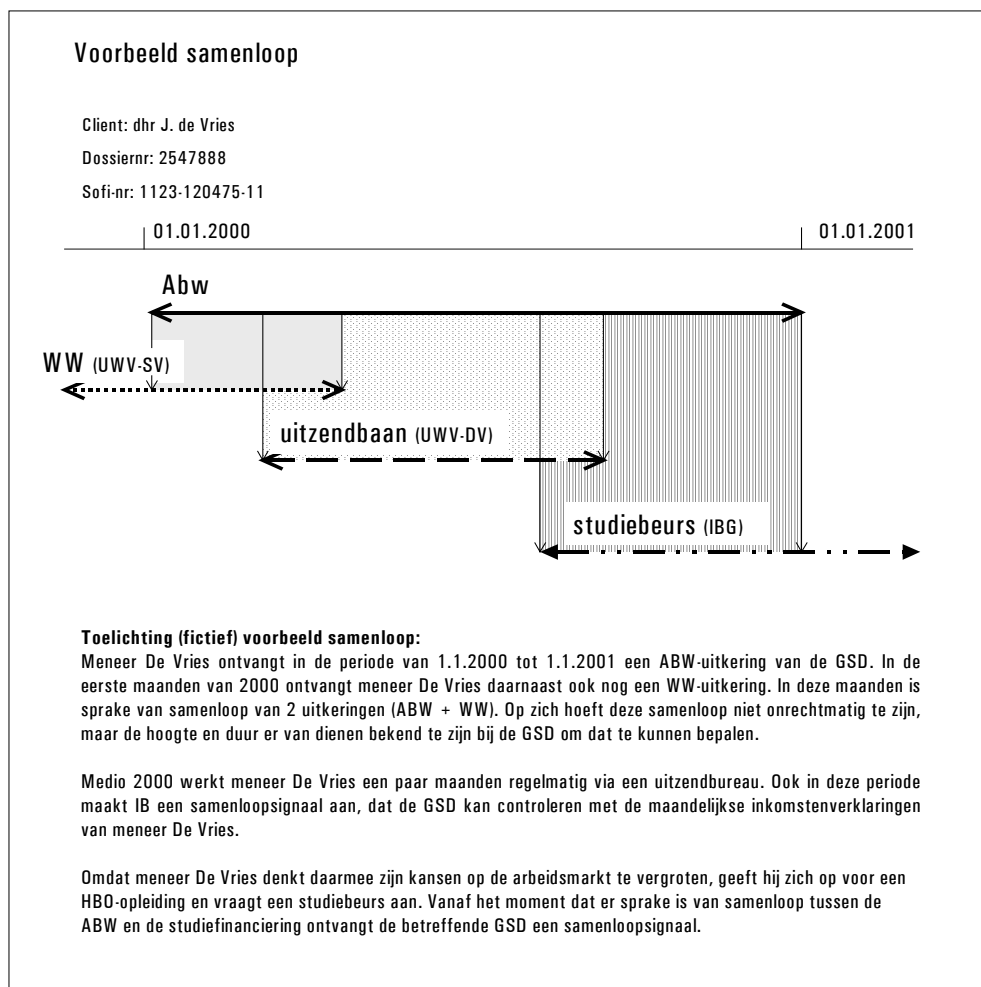 Voorbeeld samenloop
Client: dhr J. de Vries
Dossiernr: 2547888
Sofi-nr: 1123-120475-11
01.01.2000
01.01.2001
Abw
WW (UWV-SV)
uitzendbaan (UWV-DV)
studiebeurs (IBG)
Toelichting (fictief) voorbeeld samenloop:
Meneer De Vries ontvangt in de periode van 1.1.2000 tot 1.1.2001 een ABW-uitkering van de GSD. In de
eerste maanden van 2000 ontvangt meneer De Vries daarnaast ook nog een WW-uitkering. In deze maanden is
sprake van samenloop van 2 uitkeringen (ABW + WW). Op zich hoeft deze samenloop niet onrechtmatig te zijn,
maar de hoogte en duur er van dienen bekend te zijn bij de GSD om dat te kunnen bepalen.
Medio 2000 werkt meneer De Vries een paar maanden regelmatig via een uitzendbureau. Ook in deze periode
maakt IB een samenloopsignaal aan, dat de GSD kan controleren met de maandelijkse inkomstenverklaringen
van meneer De Vries.
Omdat meneer De Vries denkt daarmee zijn kansen op de arbeidsmarkt te vergroten, geeft hij zich op voor een
HBO-opleiding en vraagt een studiebeurs aan. Vanaf het moment dat er sprake is van samenloop tussen de
ABW en de studiefinanciering ontvangt de betreffende GSD een samenloopsignaal.